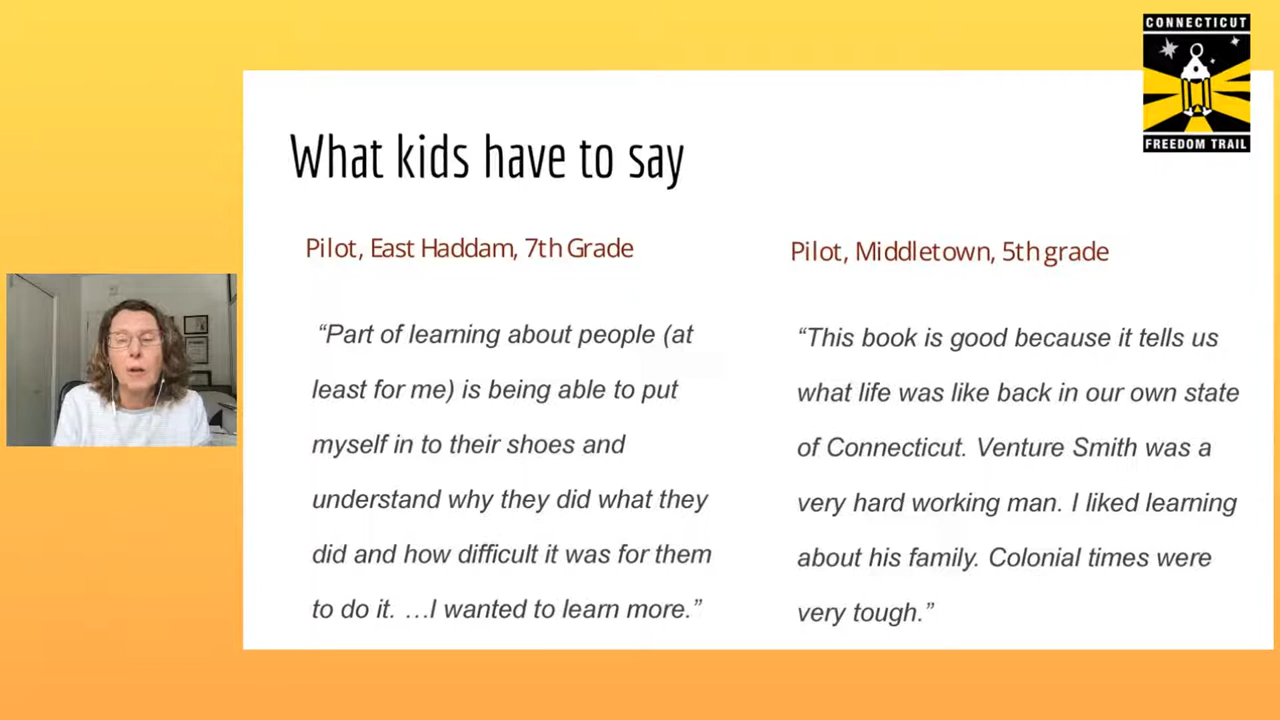 CONNECTICUT
FREEDOM TRAIL
What kids have to say
Pilot, East Haddam, 7th Grade
“Part of learning about people (at
least for me) is being able to put
myself in to their shoes and
understand why they did what they
did and how difficult it was for them
to do it. …I wanted to learn more.”
Pilot, Middletown, 5th grade
“This book is good because it tells us
what life was like back in our own state
of Connecticut. Venture Smith was a
very hard working man. I liked learning
about his family. Colonial times were
very tough.”